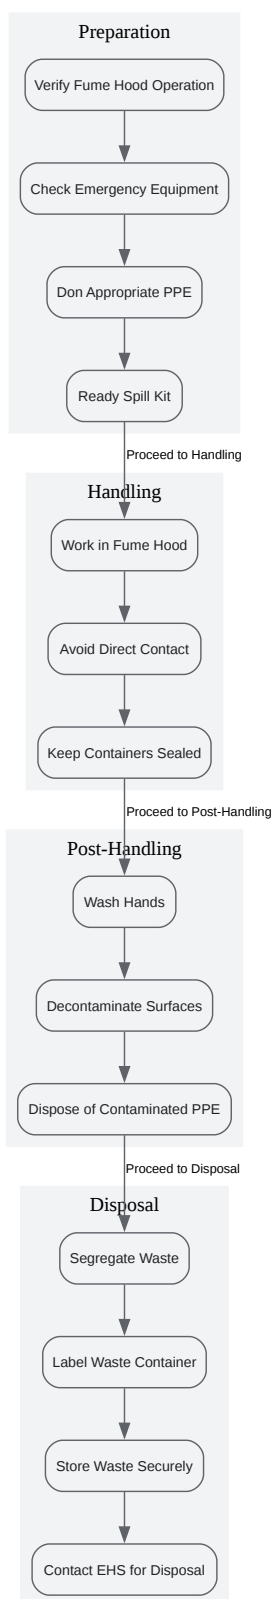 Preparation
Verify Fume Hood Operation
Check Emergency Equipment
Don Appropriate PPE
Ready Spill Kit
Proceed to Handling
Handling
Work in Fume Hood
Avoid Direct Contact
Keep Containers Sealed
Proceed to Post-Handling
Post-Handling
Wash Hands
Decontaminate Surfaces
Dispose of Contaminated PPE
Proceed to Disposal
Disposal
Segregate Waste
Label Waste Container
Store Waste Securely
Contact EHS for Disposal